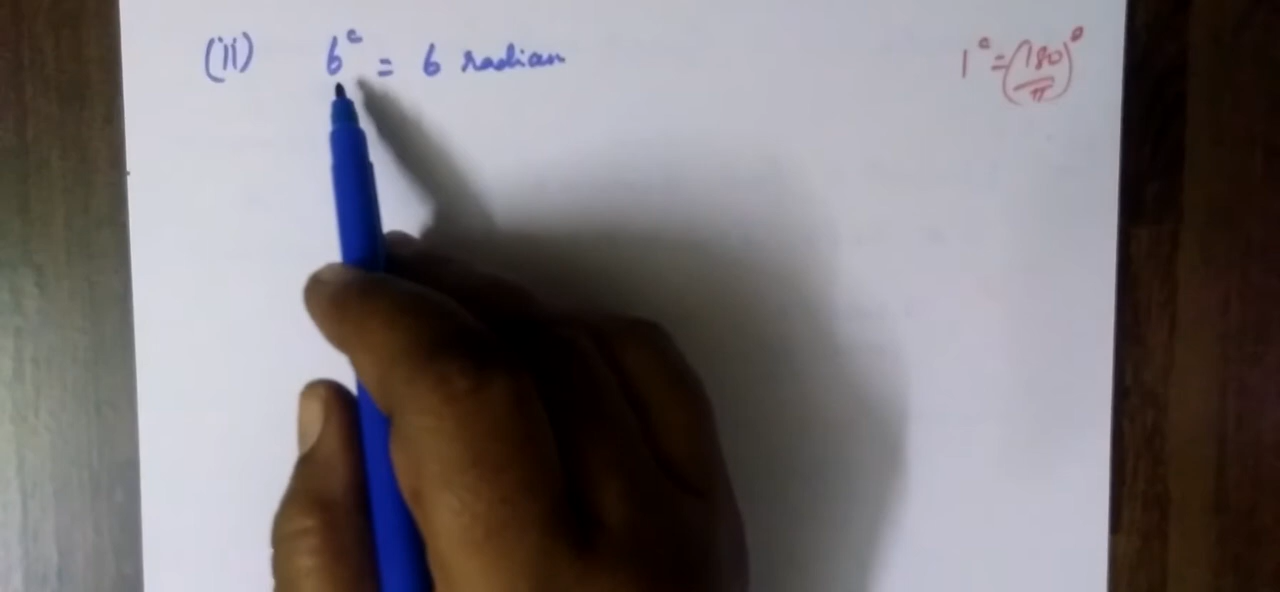 (ii) 6ᶜ = 6 radian
1ᶜ = (180/π)°